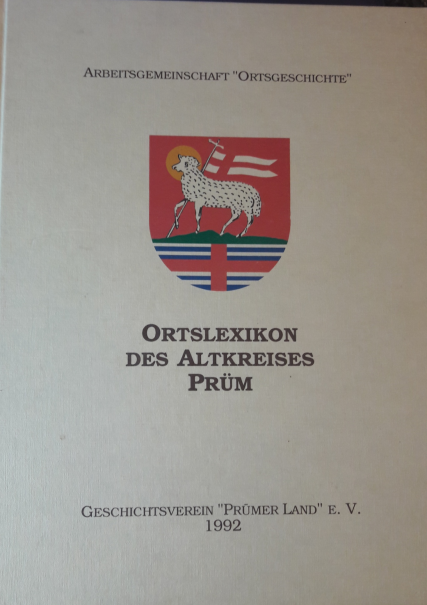 ARBEITSGEMEINSCHAFT "ORTSGESCHICHTE"
ORTSLEXIKON
DES ALTKREISES
PRÜM
GESCHICHTSVEREIN "PRÜMER LAND" E. V.
1992